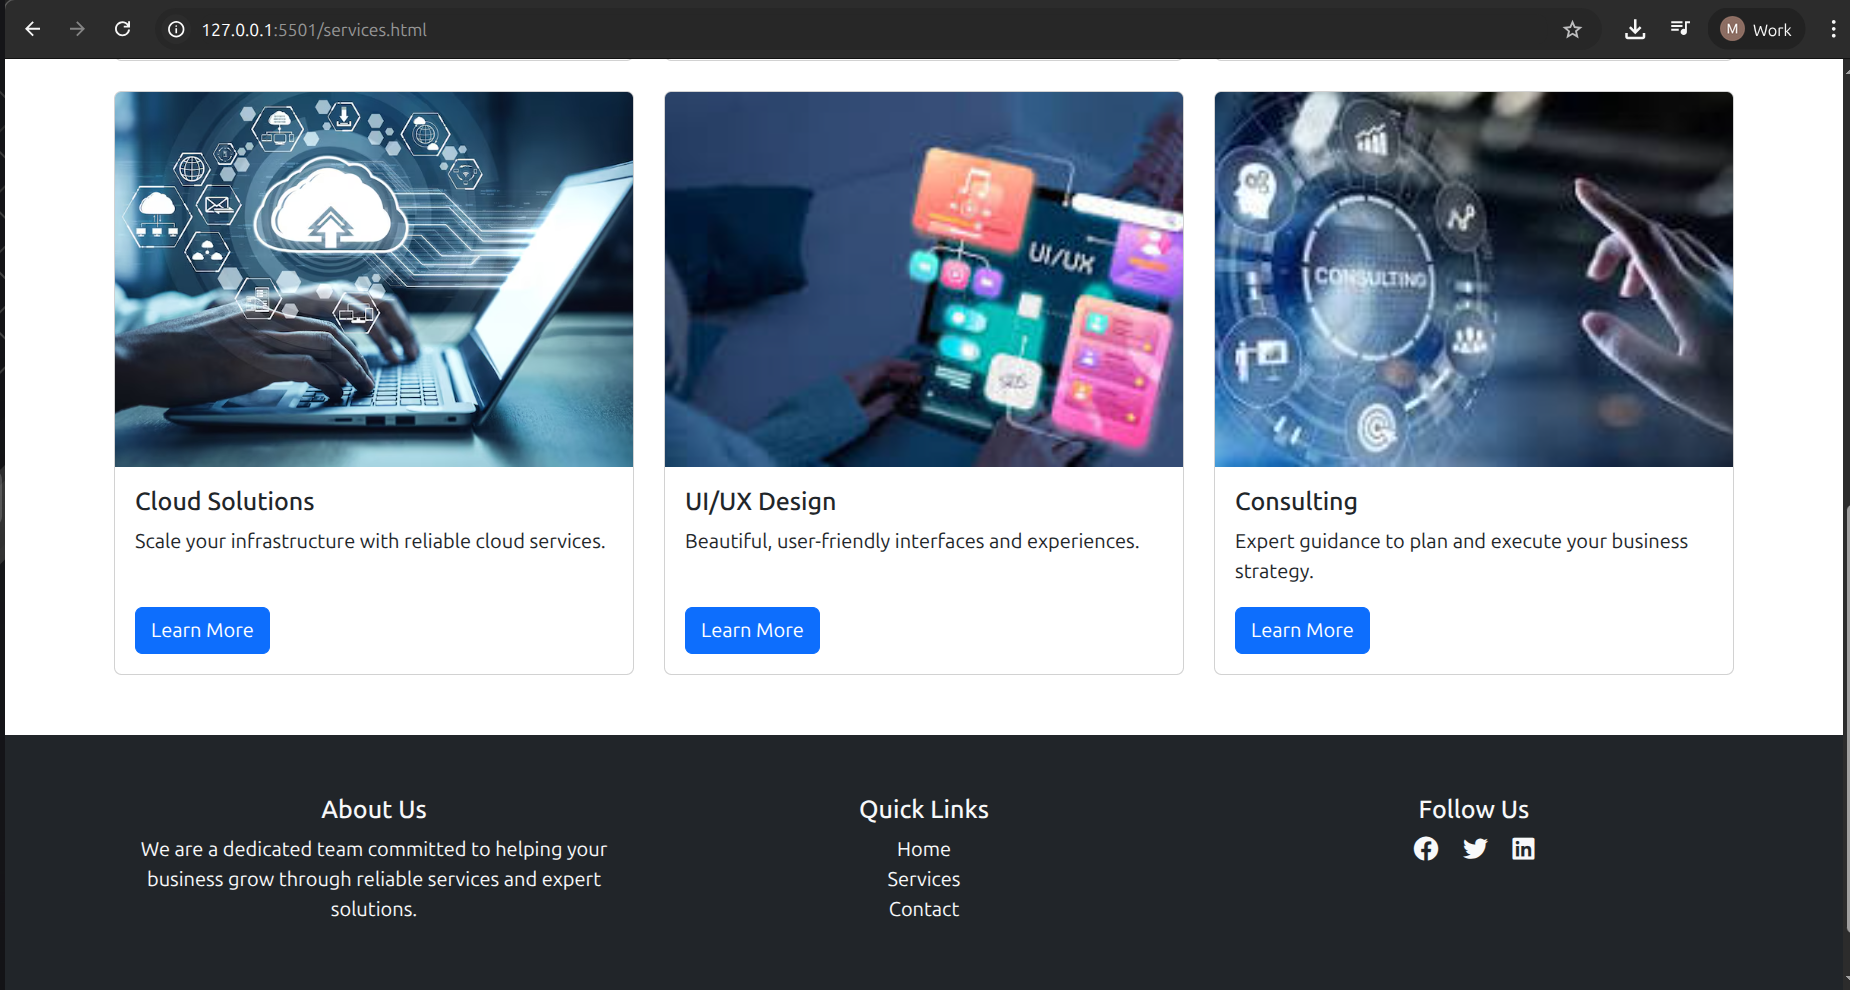 127.0.0.1:5501/services.html
M Work
UI/UX
CONSULTING
Cloud Solutions
Scale your infrastructure with reliable cloud services.
Learn More
UI/UX Design
Beautiful, user-friendly interfaces and experiences.
Learn More
Consulting
Expert guidance to plan and execute your business
strategy.
Learn More
About Us
We are a dedicated team committed to helping your
business grow through reliable services and expert
solutions.
Quick Links
Home
Services
Contact
Follow Us